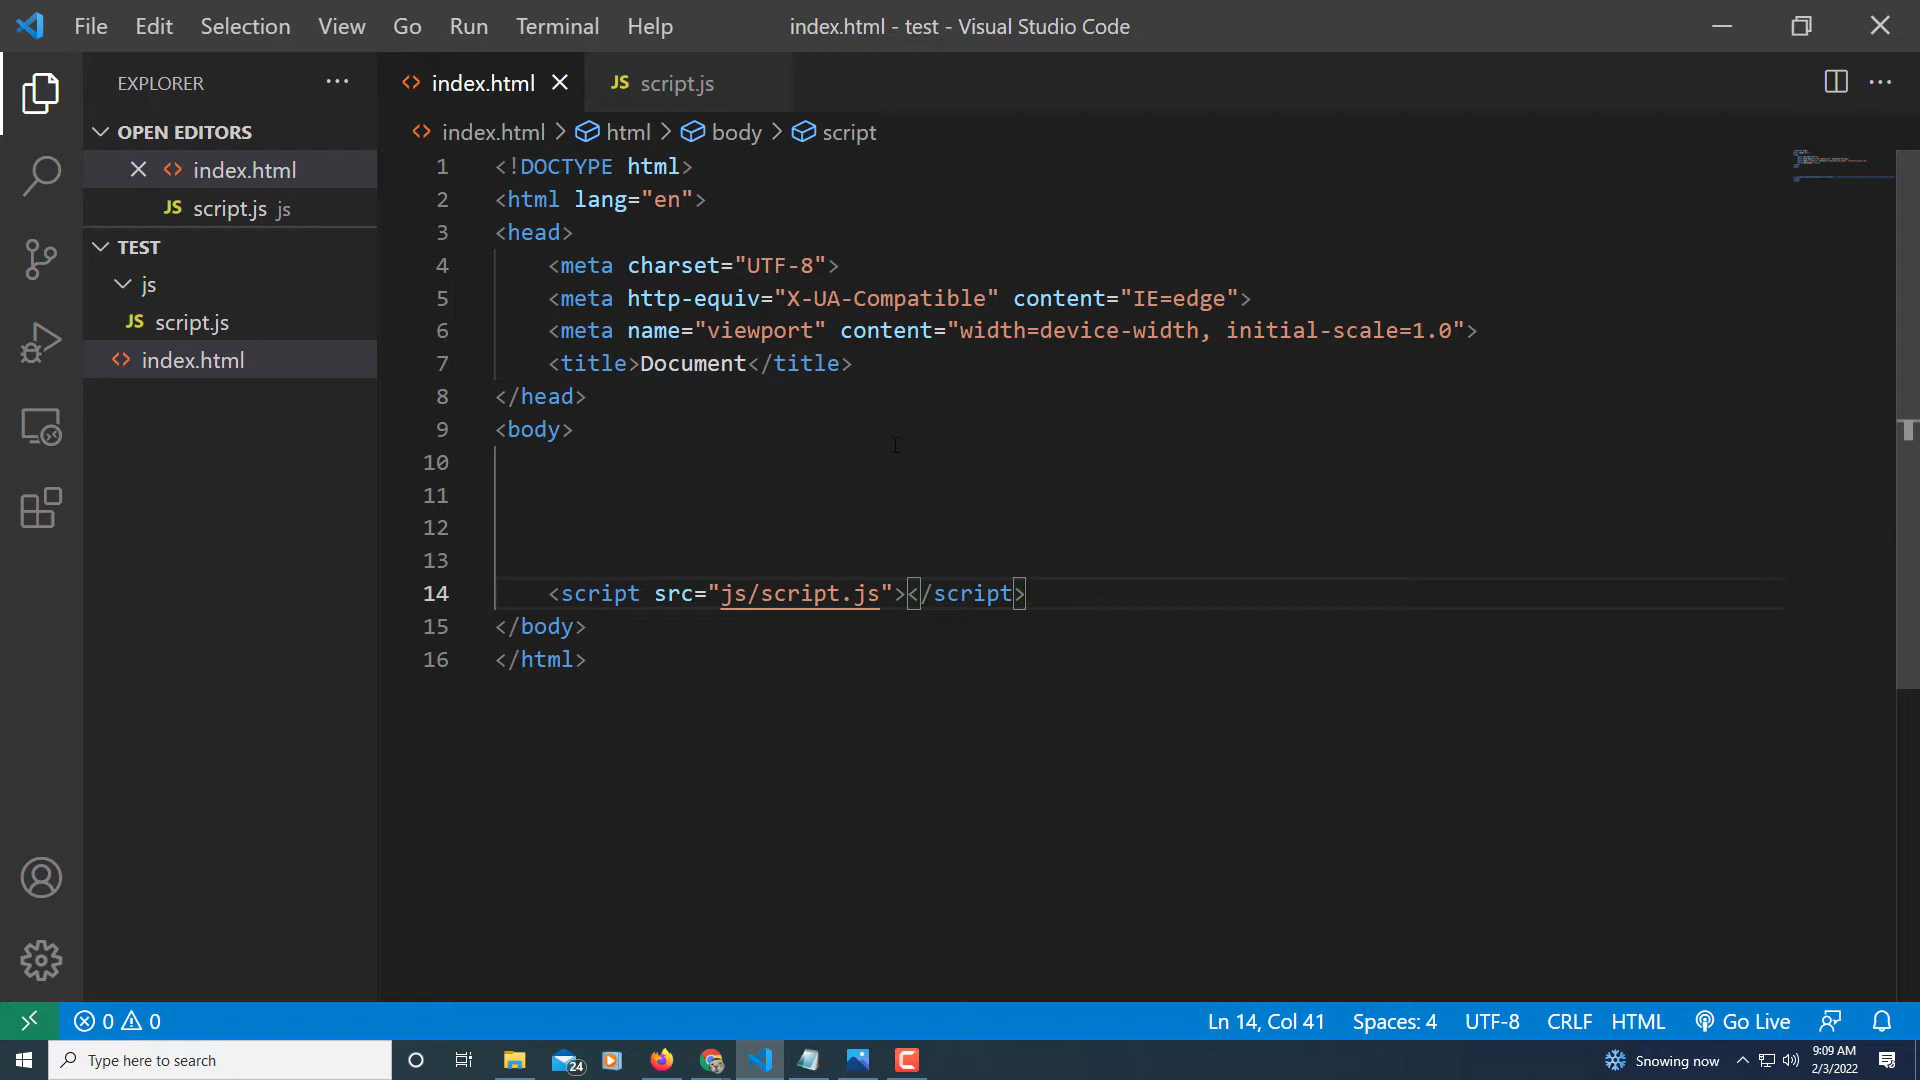 File Edit Selection View Go Run Terminal Help index.html - test - Visual Studio Code
EXPLORER
OPEN EDITORS
index.html
JS script.js js
TEST
js
JS script.js
index.html
index.html JS script.js
index.html > html > body > script
1 <!DOCTYPE html>
2 <html lang="en">
3 <head>
4 <meta charset="UTF-8">
5 <meta http-equiv="X-UA-Compatible" content="IE=edge">
6 <meta name="viewport" content="width=device-width, initial-scale=1.0">
7 <title>Document</title>
8 </head>
9 <body>
10
11
12
13
14 <script src="js/script.js"></script>
15 </body>
16 </html>
0 0 Ln 14, Col 41 Spaces: 4 UTF-8 CRLF HTML Go Live
Type here to search 24 Snowing now 9:09 AM
2/3/2022